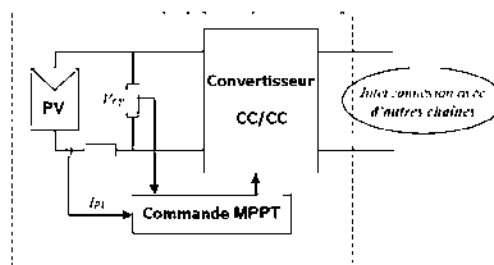 Convertisseur
CC/CC
PV
Interconnexion avec
d'autres chaînes
Commande MPPT